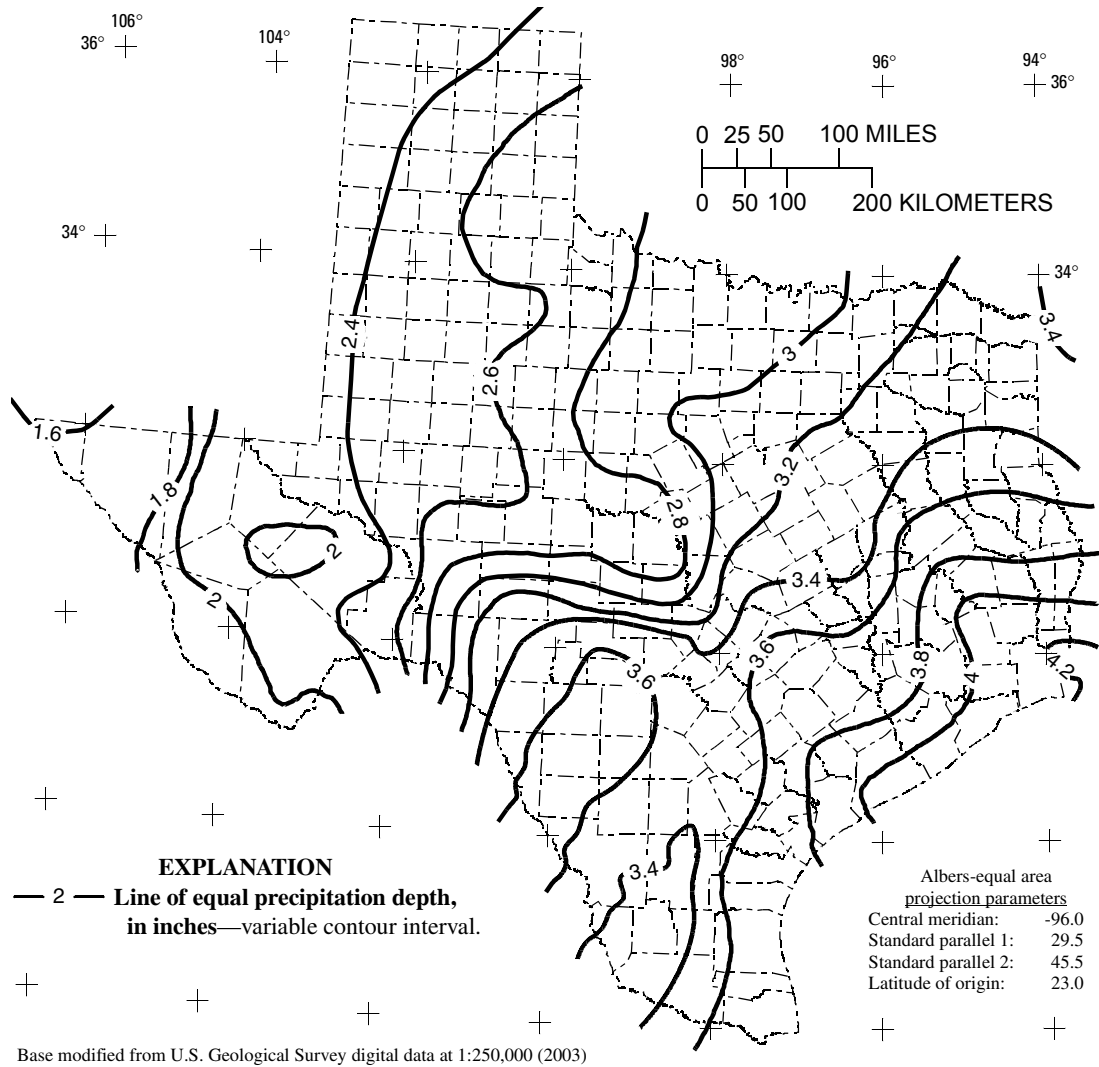 106°
36°
104°
98°
96°
94°
36°
0 25 50 100 MILES
0 50 100 200 KILOMETERS
34°
34°
2.4
3.4
3
2.6
1.6
3.2
1.8
2.8
2
3.4
2
3.6
3.8
4
4.2
3.6
3.4
EXPLANATION
2 Line of equal precipitation depth,
in inches—variable contour interval.
Albers-equal area
projection parameters
Central meridian: -96.0
Standard parallel 1: 29.5
Standard parallel 2: 45.5
Latitude of origin: 23.0
Base modified from U.S. Geological Survey digital data at 1:250,000 (2003)